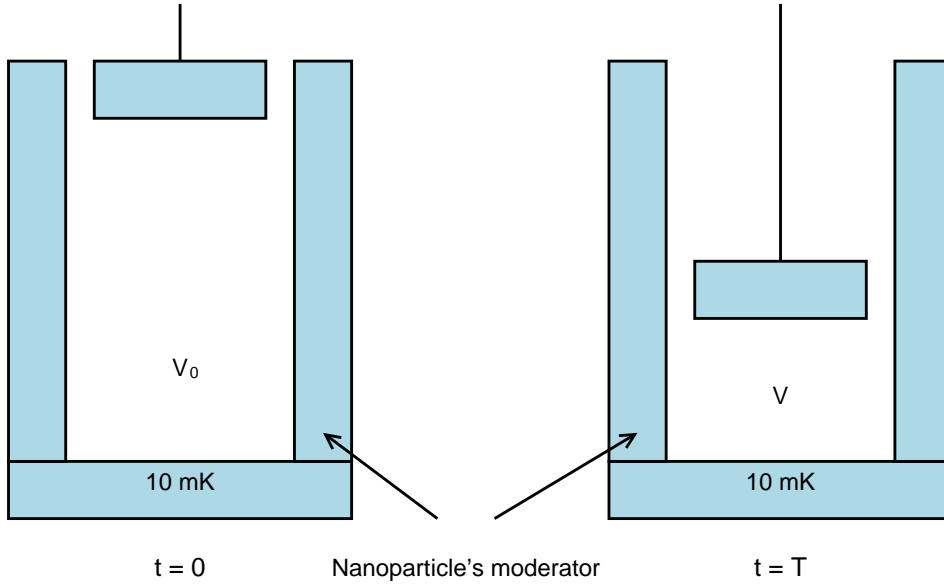 V₀
V
10 mK
10 mK
t = 0
Nanoparticle’s moderator
t = T